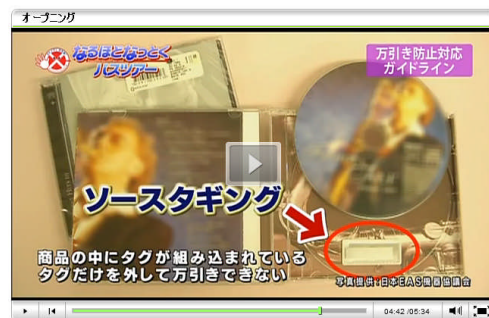 オープニング
なるほどなっとく
バスツアー
万引き防止対応
ガイドライン
ソースタギング
商品の中にタグが組み込まれている
タグだけを外して万引きできない
写真提供：日本EAS機器協議会
04:42 /05:34